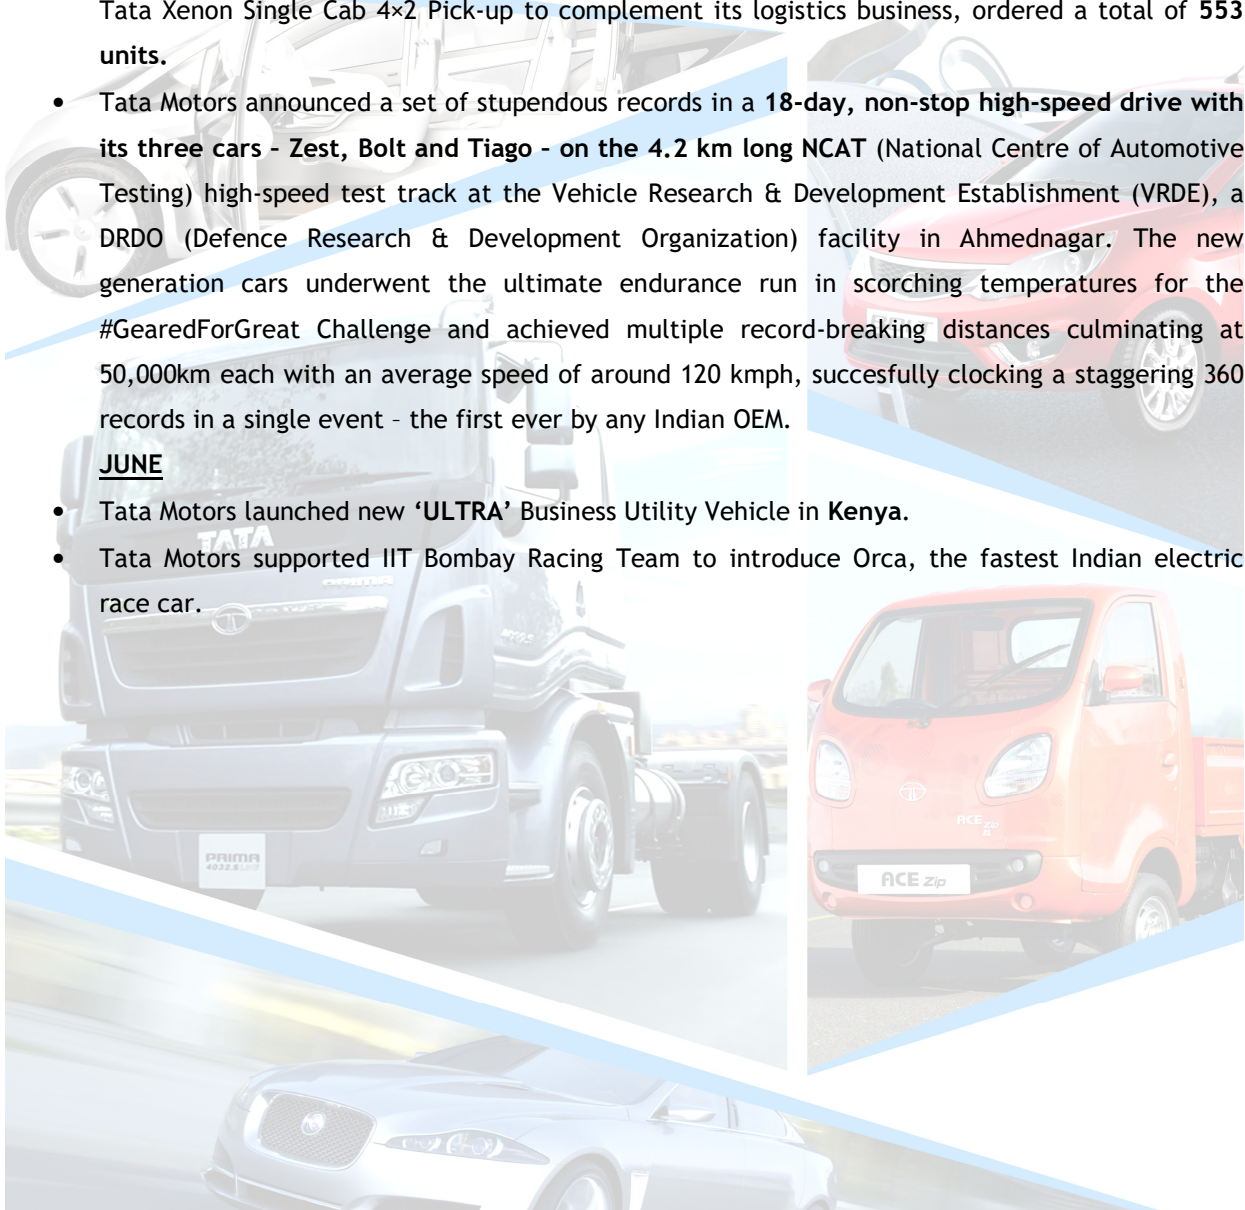 Tata Xenon Single Cab 4×2 Pick-up to complement its logistics business, ordered a total of 553
units.
• Tata Motors announced a set of stupendous records in a 18-day, non-stop high-speed drive with
its three cars – Zest, Bolt and Tiago – on the 4.2 km long NCAT (National Centre of Automotive
Testing) high-speed test track at the Vehicle Research & Development Establishment (VRDE), a
DRDO (Defence Research & Development Organization) facility in Ahmednagar. The new
generation cars underwent the ultimate endurance run in scorching temperatures for the
#GearedForGreat Challenge and achieved multiple record-breaking distances culminating at
50,000km each with an average speed of around 120 kmph, succesfully clocking a staggering 360
records in a single event – the first ever by any Indian OEM.
JUNE
• Tata Motors launched new ‘ULTRA’ Business Utility Vehicle in Kenya.
• Tata Motors supported IIT Bombay Racing Team to introduce Orca, the fastest Indian electric
race car.
TATA
PRIMA
PRIMA
4032.S
ACE Zip
ACE Zip